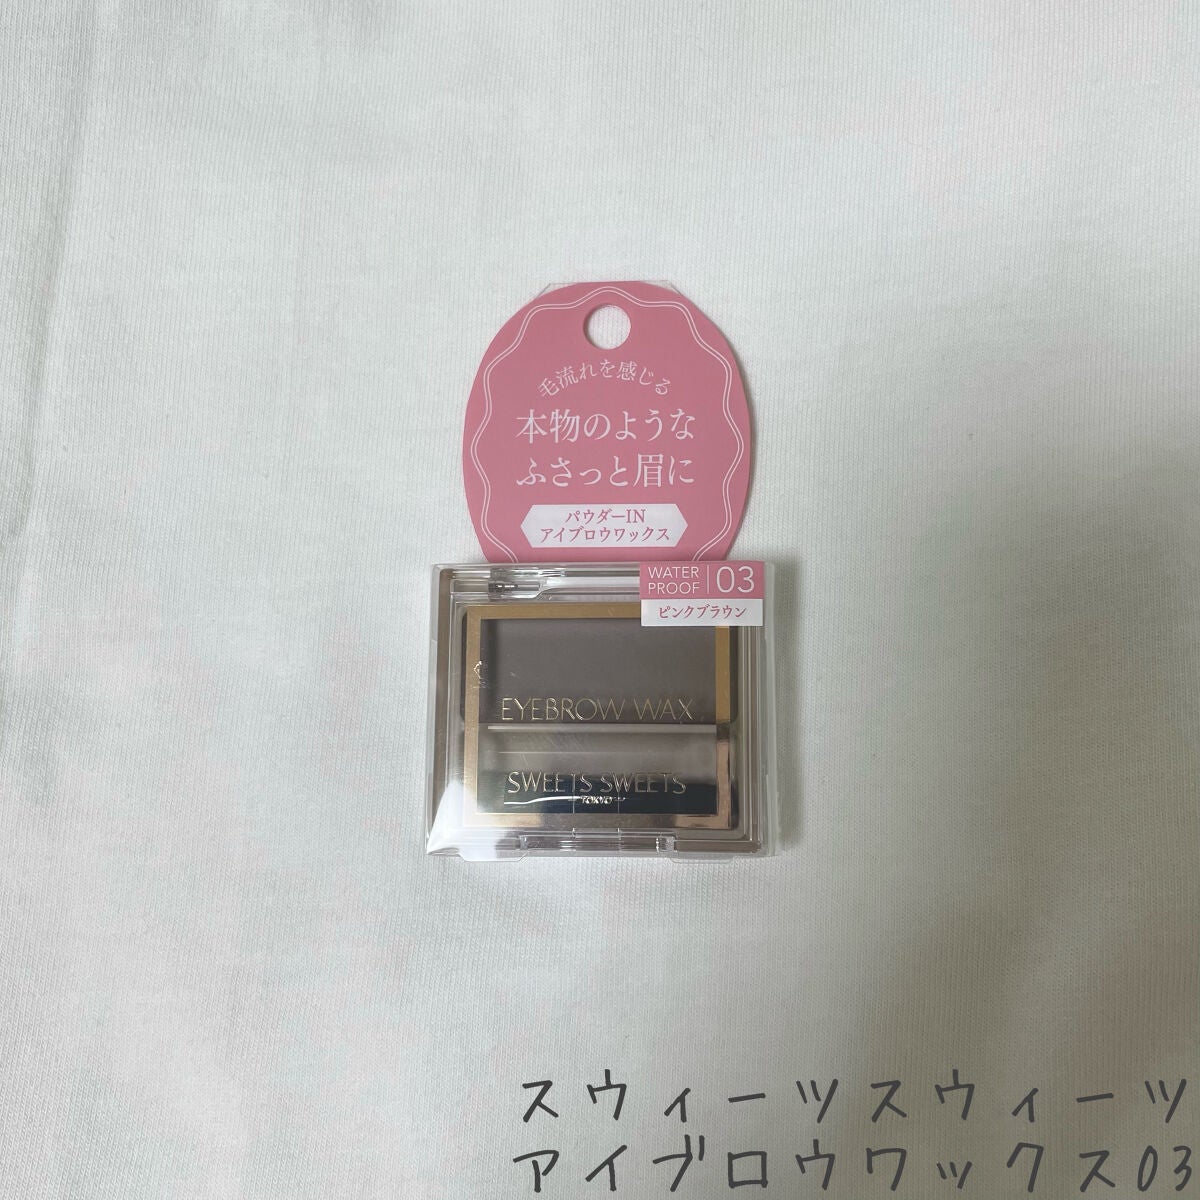 毛流れを感じる
本物のような
ふさっと眉に
パウダーIN
アイブロウワックス
WATER
PROOF
03
ピンクブラウン
EYEBROW WAX
SWEETS SWEETS
TOKYO
スウィーツスウィーツ
アイブロウワックス03